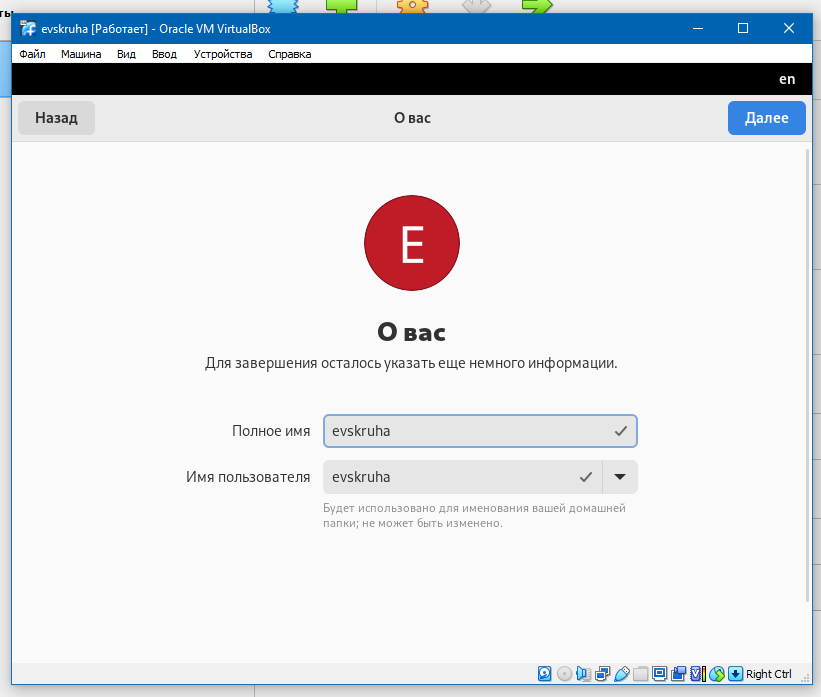 ты
evskruha [Работает] - Oracle VM VirtualBox
Файл Машина Вид Ввод Устройства Справка
en
Назад О вас Далее
E
О вас
Для завершения осталось указать еще немного информации.
Полное имя evskruha
Имя пользователя evskruha
Будет использовано для именования вашей домашней
папки; не может быть изменено.
Right Ctrl